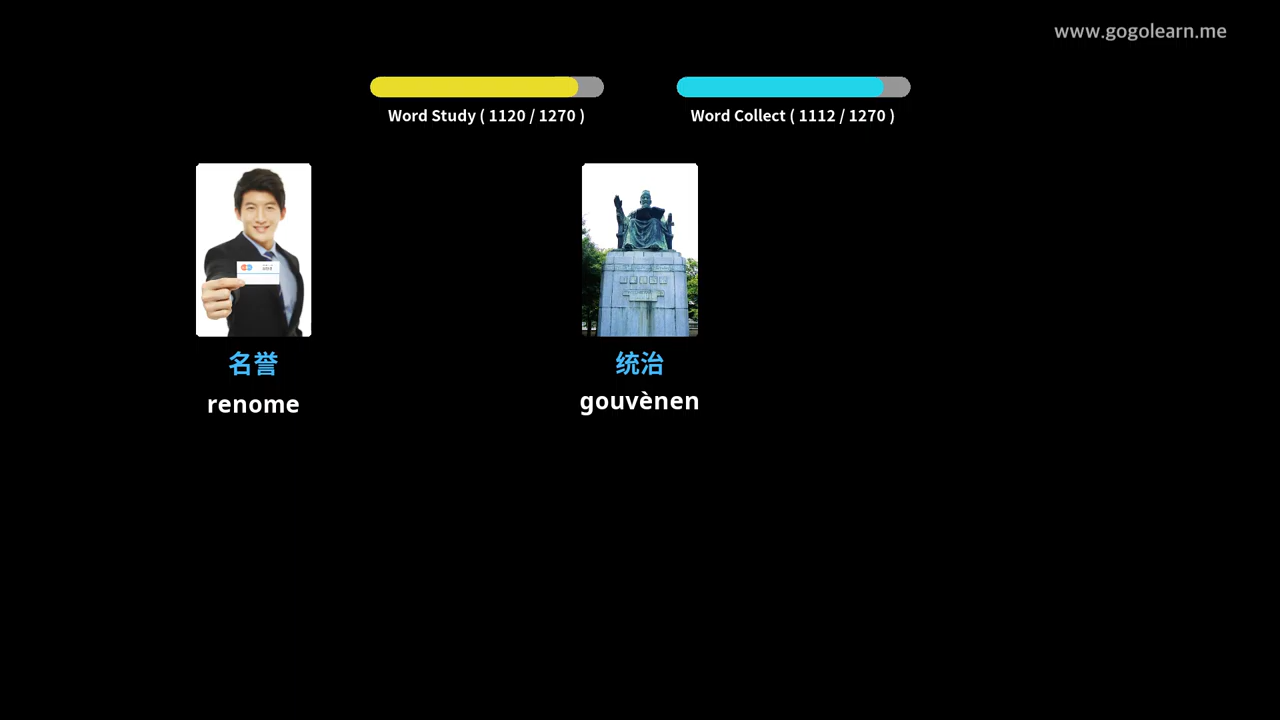 www.gogolearn.me
Word Study ( 1120 / 1270 )
Word Collect ( 1112 / 1270 )
名誉
renome
统治
gouvènen